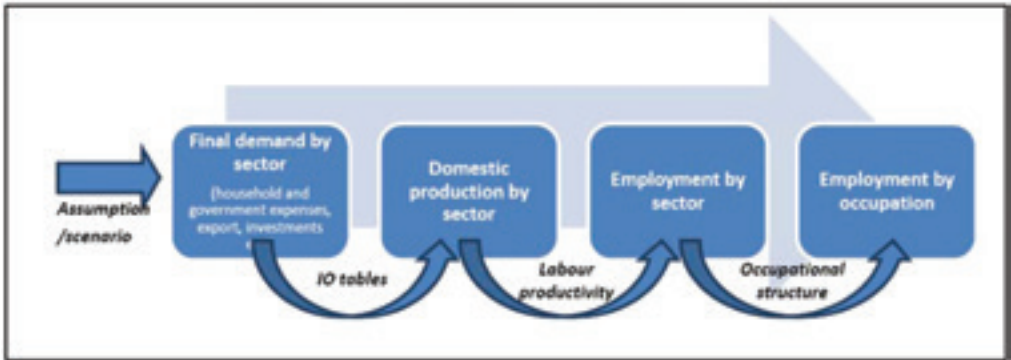 Final demand by
sector
(household and
government expenses,
export, investments
Domestic
production by
sector
Employment by
sector
Employment by
occupation
Assumption
/scenario
IO tables
Labour
productivity
Occupational
structure